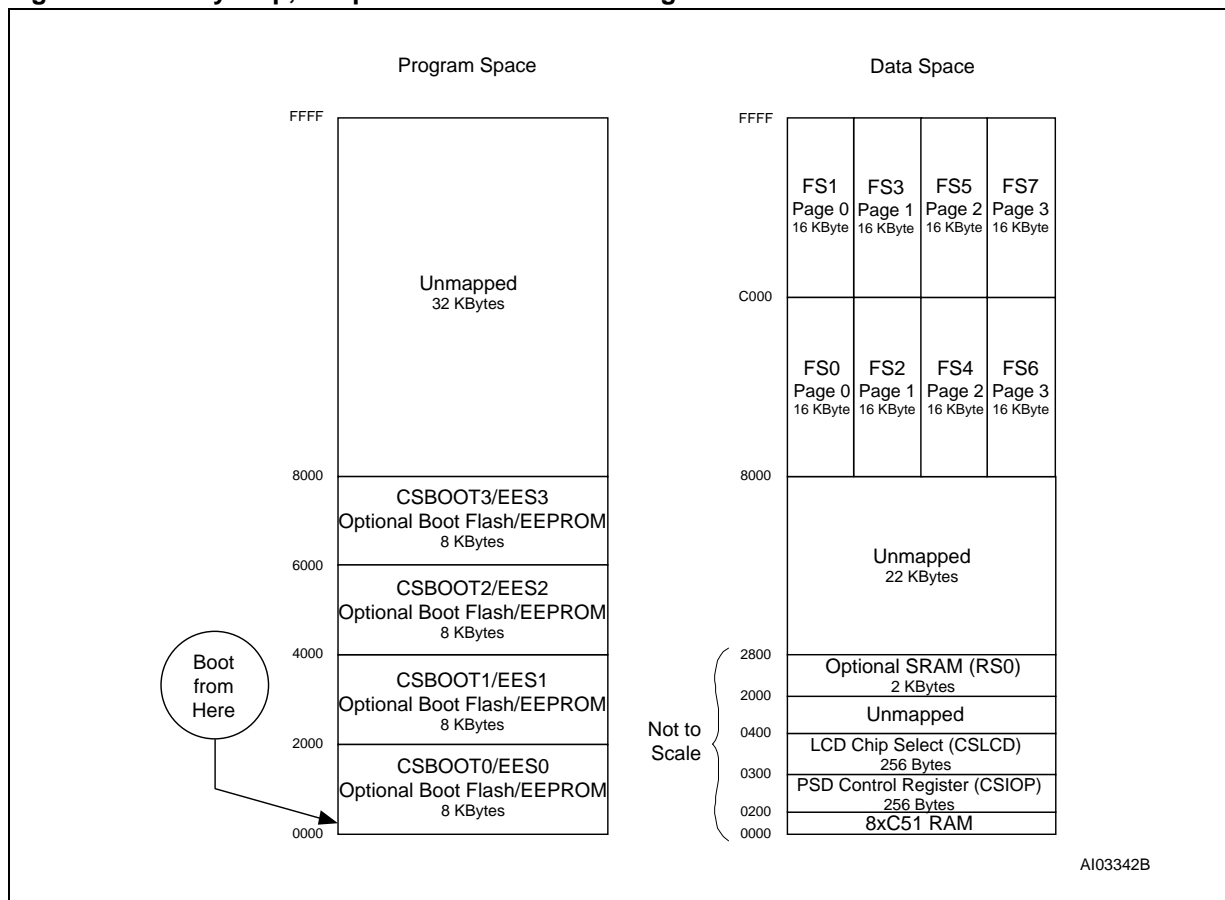 Program Space
FFFF
Unmapped
32 KBytes
8000
CSBOOT3/EES3
Optional Boot Flash/EEPROM
8 KBytes
6000
CSBOOT2/EES2
Optional Boot Flash/EEPROM
8 KBytes
4000
CSBOOT1/EES1
Optional Boot Flash/EEPROM
8 KBytes
2000
CSBOOT0/EES0
Optional Boot Flash/EEPROM
8 KBytes
0000
Boot
from
Here
Data Space
FFFF
FS1
Page 0
16 KByte
FS3
Page 1
16 KByte
FS5
Page 2
16 KByte
FS7
Page 3
16 KByte
C000
FS0
Page 0
16 KByte
FS2
Page 1
16 KByte
FS4
Page 2
16 KByte
FS6
Page 3
16 KByte
8000
Unmapped
22 KBytes
2800
Optional SRAM (RS0)
2 KBytes
2000
Unmapped
0400
LCD Chip Select (CSLCD)
256 Bytes
0300
PSD Control Register (CSIOP)
256 Bytes
0200
8xC51 RAM
0000
Not to
Scale
AI03342B